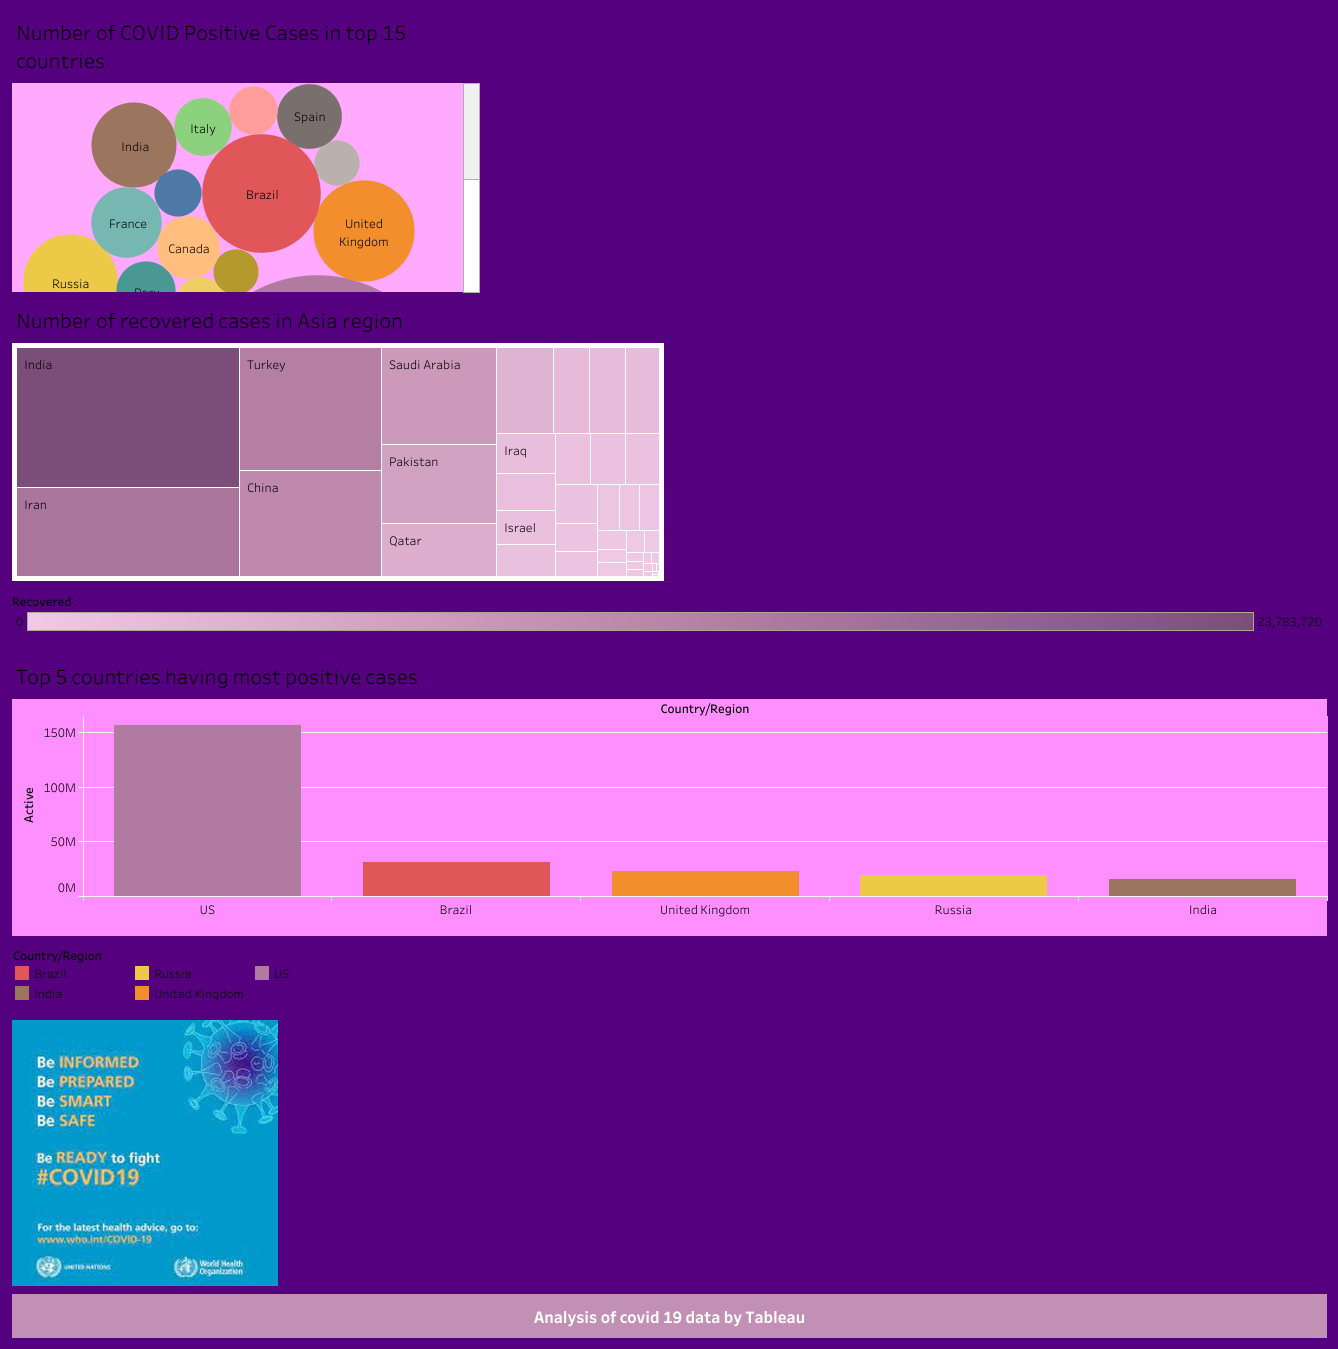 Number of COVID Positive Cases in top 15
countries
India
Italy
Spain
Brazil
France
Canada
United
Kingdom
Russia
Number of recovered cases in Asia region
India
Turkey
Saudi Arabia
Iraq
Pakistan
China
Iran
Israel
Qatar
Recovered
0
23,783,720
Top 5 countries having most positive cases
Country/Region
150M
100M
50M
0M
Active
US
Brazil
United Kingdom
Russia
India
Country/Region
Brazil
Russia
US
India
United Kingdom
Be INFORMED
Be PREPARED
Be SMART
Be SAFE
Be READY to fight
#COVID19
For the latest health advice, go to:
www.who.int/COVID-19
UNITED NATIONS
World Health
Organization
Analysis of covid 19 data by Tableau